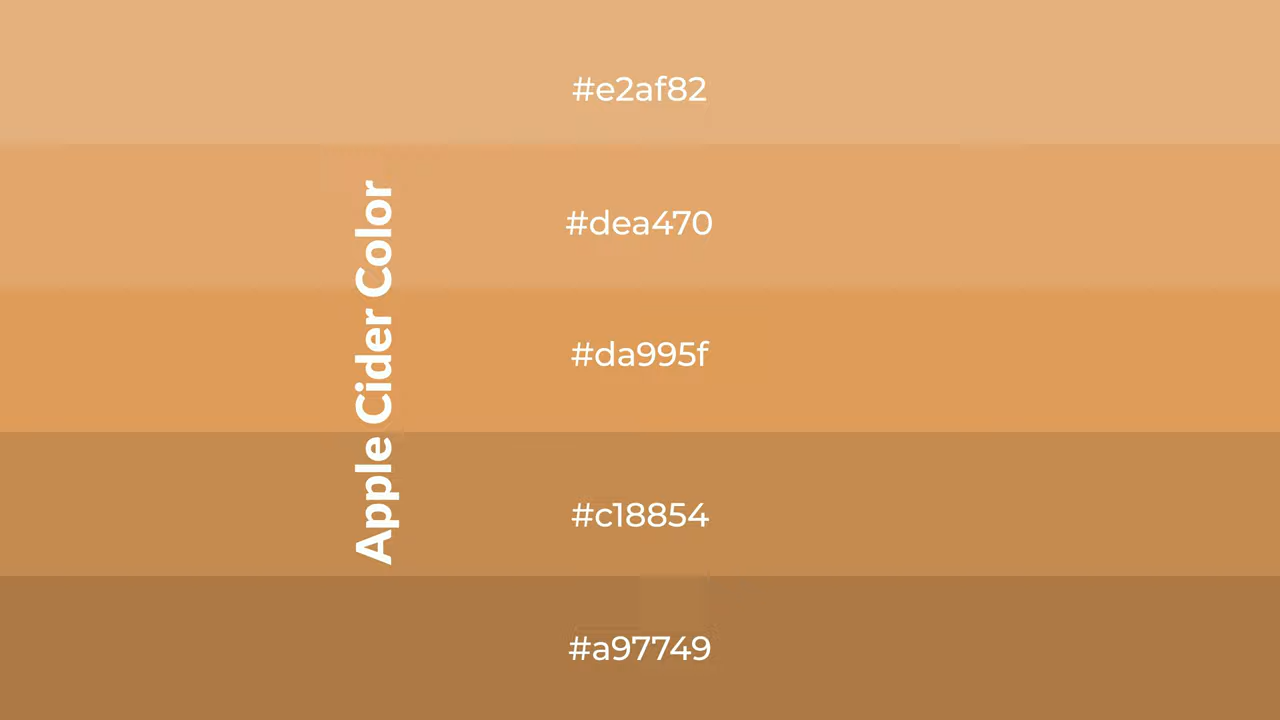 Apple Cider Color
#e2af82
#dea470
#da995f
#c18854
#a97749